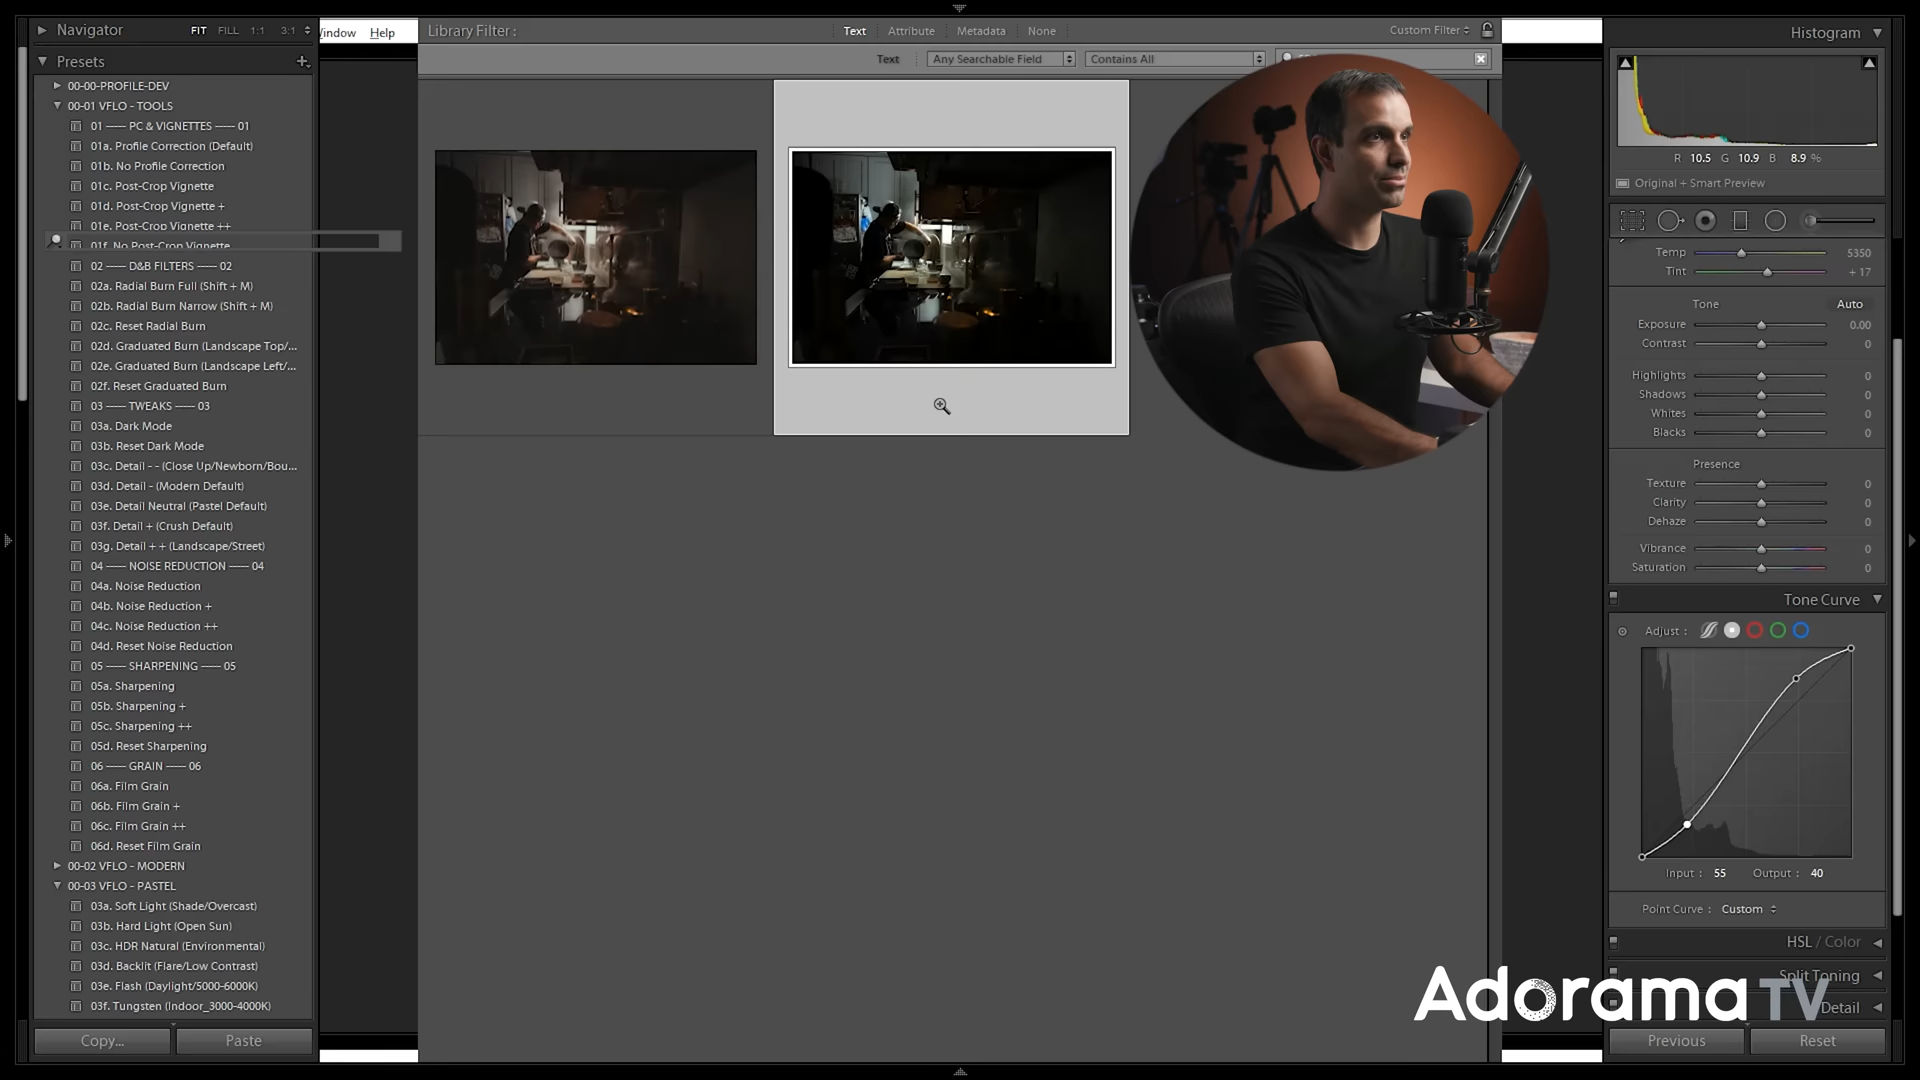 Navigator FIT FILL 1:1 3:1
Window Help
Library Filter : Text Attribute Metadata None Custom Filter
Histogram
Presets
Text Any Searchable Field Contains All
00-00-PROFILE-DEV
00-01 VFLO - TOOLS
01 —— PC & VIGNETTES —— 01
01a. Profile Correction (Default)
01b. No Profile Correction
01c. Post-Crop Vignette
01d. Post-Crop Vignette +
01e. Post-Crop Vignette ++
01f. No Post-Crop Vignette
02 —— D&B FILTERS —— 02
02a. Radial Burn Full (Shift + M)
02b. Radial Burn Narrow (Shift + M)
02c. Reset Radial Burn
02d. Graduated Burn (Landscape Top/...
02e. Graduated Burn (Landscape Left/...
02f. Reset Graduated Burn
03 —— TWEAKS —— 03
03a. Dark Mode
03b. Reset Dark Mode
03c. Detail - - (Close Up/Newborn/Bou...
03d. Detail - (Modern Default)
03e. Detail Neutral (Pastel Default)
03f. Detail + (Crush Default)
03g. Detail + + (Landscape/Street)
04 —— NOISE REDUCTION —— 04
04a. Noise Reduction
04b. Noise Reduction +
04c. Noise Reduction ++
04d. Reset Noise Reduction
05 —— SHARPENING —— 05
05a. Sharpening
05b. Sharpening +
05c. Sharpening ++
05d. Reset Sharpening
06 —— GRAIN —— 06
06a. Film Grain
06b. Film Grain +
06c. Film Grain ++
06d. Reset Film Grain
00-02 VFLO - MODERN
00-03 VFLO - PASTEL
03a. Soft Light (Shade/Overcast)
03b. Hard Light (Open Sun)
03c. HDR Natural (Environmental)
03d. Backlit (Flare/Low Contrast)
03e. Flash (Daylight/5000-6000K)
03f. Tungsten (Indoor_3000-4000K)
Copy... Paste
R 10.5 G 10.9 B 8.9 %
Original + Smart Preview
Temp 5350
Tint + 17
Tone Auto
Exposure 0.00
Contrast 0
Highlights 0
Shadows 0
Whites 0
Blacks 0
Presence
Texture 0
Clarity 0
Dehaze 0
Vibrance 0
Saturation 0
Tone Curve
Adjust :
Input : 55 Output : 40
Point Curve : Custom
HSL / Color
Split Toning
Detail
Adorama TV
Previous Reset